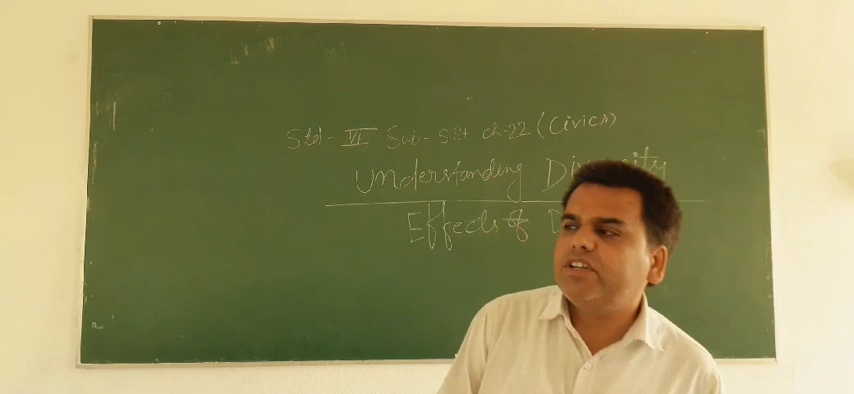 Std - VI Sub - SSt ch-22 (Civics)
Understanding
Effects of